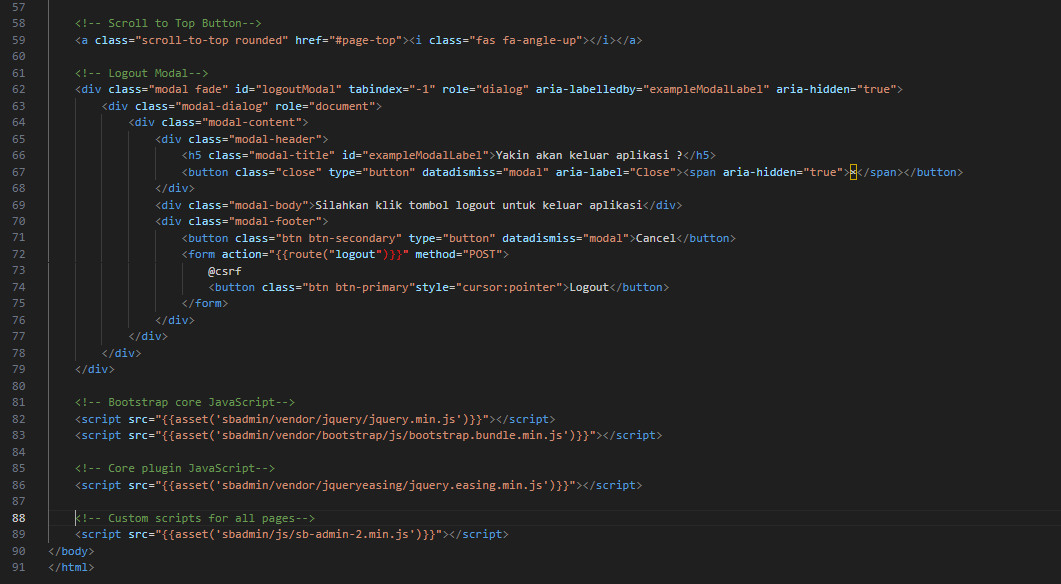 57
58 <!-- Scroll to Top Button-->
59 <a class="scroll-to-top rounded" href="#page-top"><i class="fas fa-angle-up"></i></a>
60
61 <!-- Logout Modal-->
62 <div class="modal fade" id="logoutModal" tabindex="-1" role="dialog" aria-labelledby="exampleModalLabel" aria-hidden="true">
63 <div class="modal-dialog" role="document">
64 <div class="modal-content">
65 <div class="modal-header">
66 <h5 class="modal-title" id="exampleModalLabel">Yakin akan keluar aplikasi ?</h5>
67 <button class="close" type="button" datadismiss="modal" aria-label="Close"><span aria-hidden="true">×</span></button>
68 </div>
69 <div class="modal-body">Silahkan klik tombol logout untuk keluar aplikasi</div>
70 <div class="modal-footer">
71 <button class="btn btn-secondary" type="button" datadismiss="modal">Cancel</button>
72 <form action="{{route("logout")}}" method="POST">
73 @csrf
74 <button class="btn btn-primary"style="cursor:pointer">Logout</button>
75 </form>
76 </div>
77 </div>
78 </div>
79 </div>
80
81 <!-- Bootstrap core JavaScript-->
82 <script src="{{asset('sbadmin/vendor/jquery/jquery.min.js')}}"></script>
83 <script src="{{asset('sbadmin/vendor/bootstrap/js/bootstrap.bundle.min.js')}}"></script>
84
85 <!-- Core plugin JavaScript-->
86 <script src="{{asset('sbadmin/vendor/jqueryeasing/jquery.easing.min.js')}}"></script>
87
88 <!-- Custom scripts for all pages-->
89 <script src="{{asset('sbadmin/js/sb-admin-2.min.js')}}"></script>
90 </body>
91 </html>